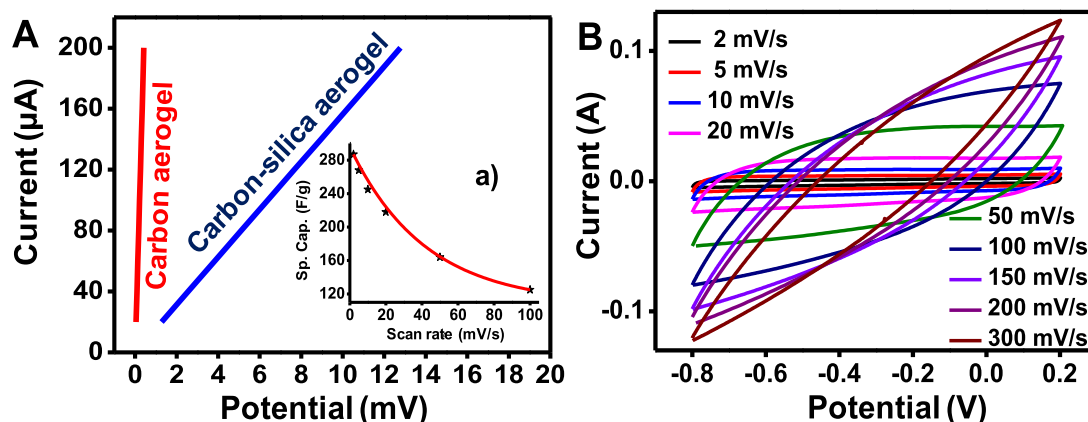 A
Current (µA)
200
160
120
80
40
0
0 2 4 6 8 10 12 14 16 18 20
Potential (mV)
Carbon aerogel
Carbon-silica aerogel
a)
Sp. Cap. (F/g)
280
240
200
160
120
0 20 40 60 80 100
Scan rate (mV/s)
B
Current (A)
0.1
0.0
-0.1
2 mV/s
5 mV/s
10 mV/s
20 mV/s
50 mV/s
100 mV/s
150 mV/s
200 mV/s
300 mV/s
-0.8 -0.6 -0.4 -0.2 0.0 0.2
Potential (V)